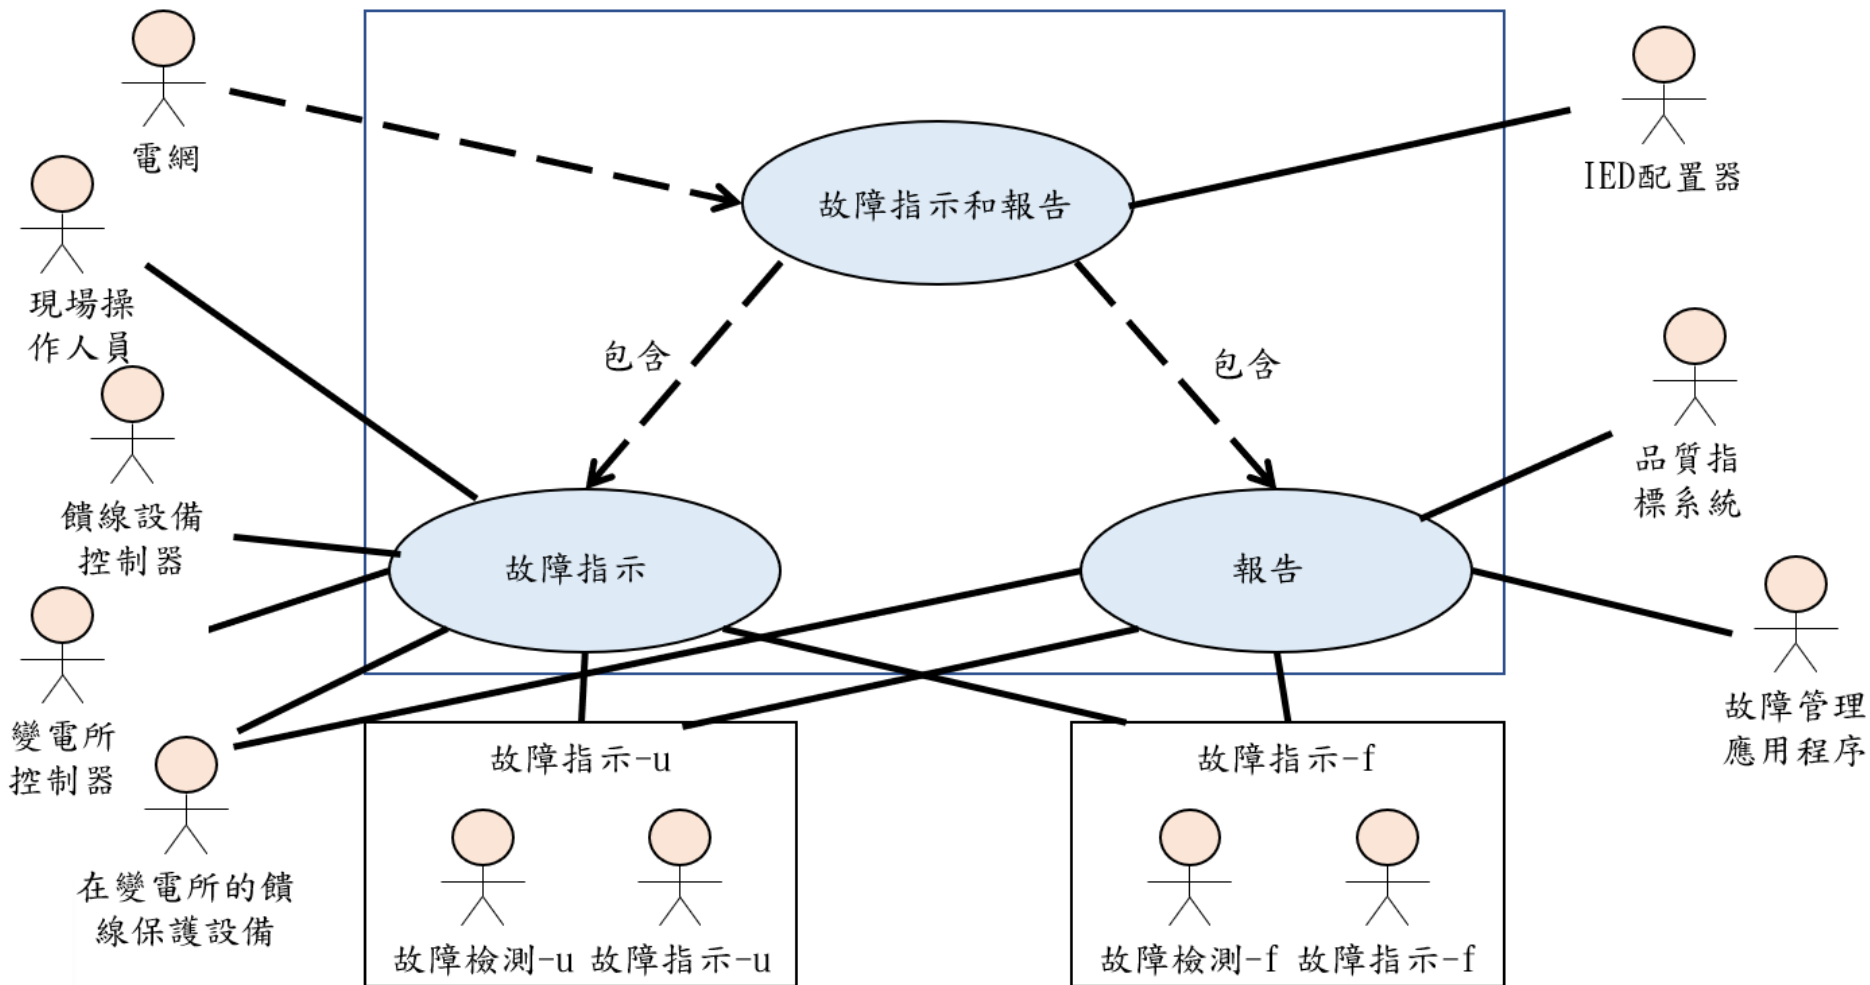 電網
IED配置器
故障指示和報告
現場操
作人員
包含
包含
品質指
標系統
饋線設備
控制器
故障指示
報告
變電所
控制器
故障管理
應用程序
故障指示-u
故障指示-f
在變電所的饋
線保護設備
故障檢測-u
故障指示-u
故障檢測-f
故障指示-f